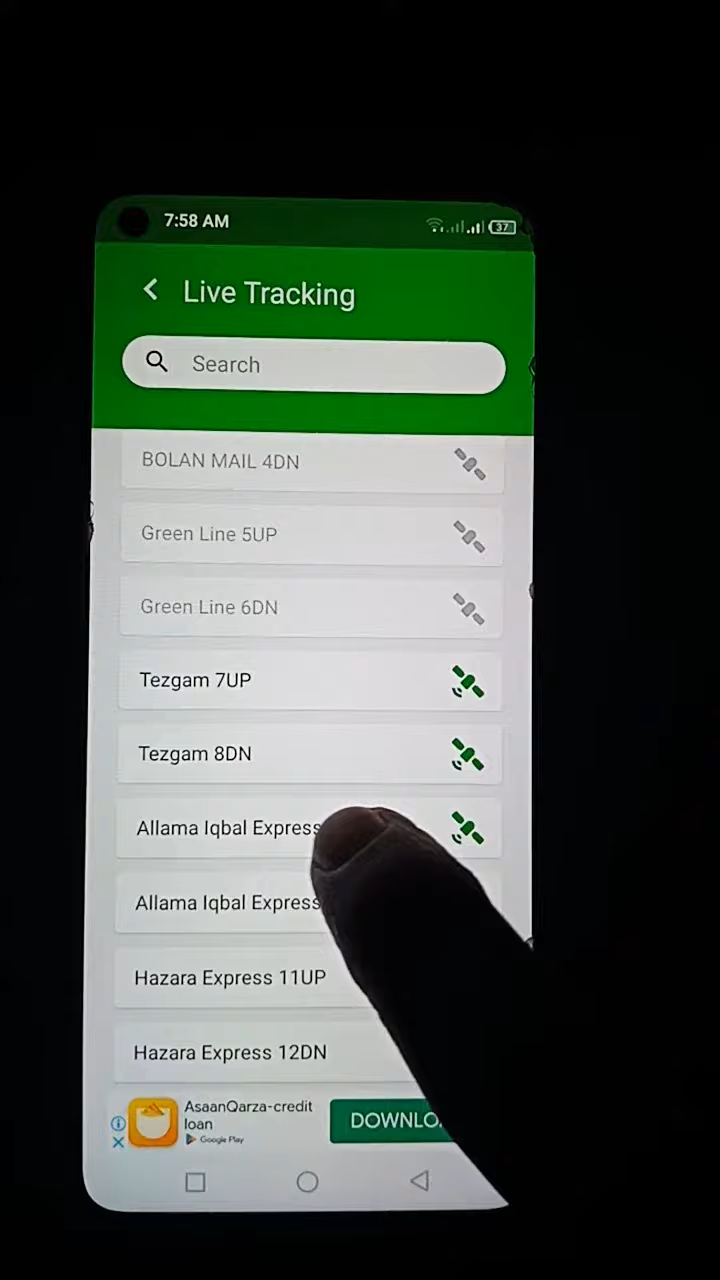 7:58 AM
37
Live Tracking
Search
BOLAN MAIL 4DN
Green Line 5UP
Green Line 6DN
Tezgam 7UP
Tezgam 8DN
Allama Iqbal Express
Allama Iqbal Express
Hazara Express 11UP
Hazara Express 12DN
AsaanQarza-credit
loan
Google Play
DOWNLO